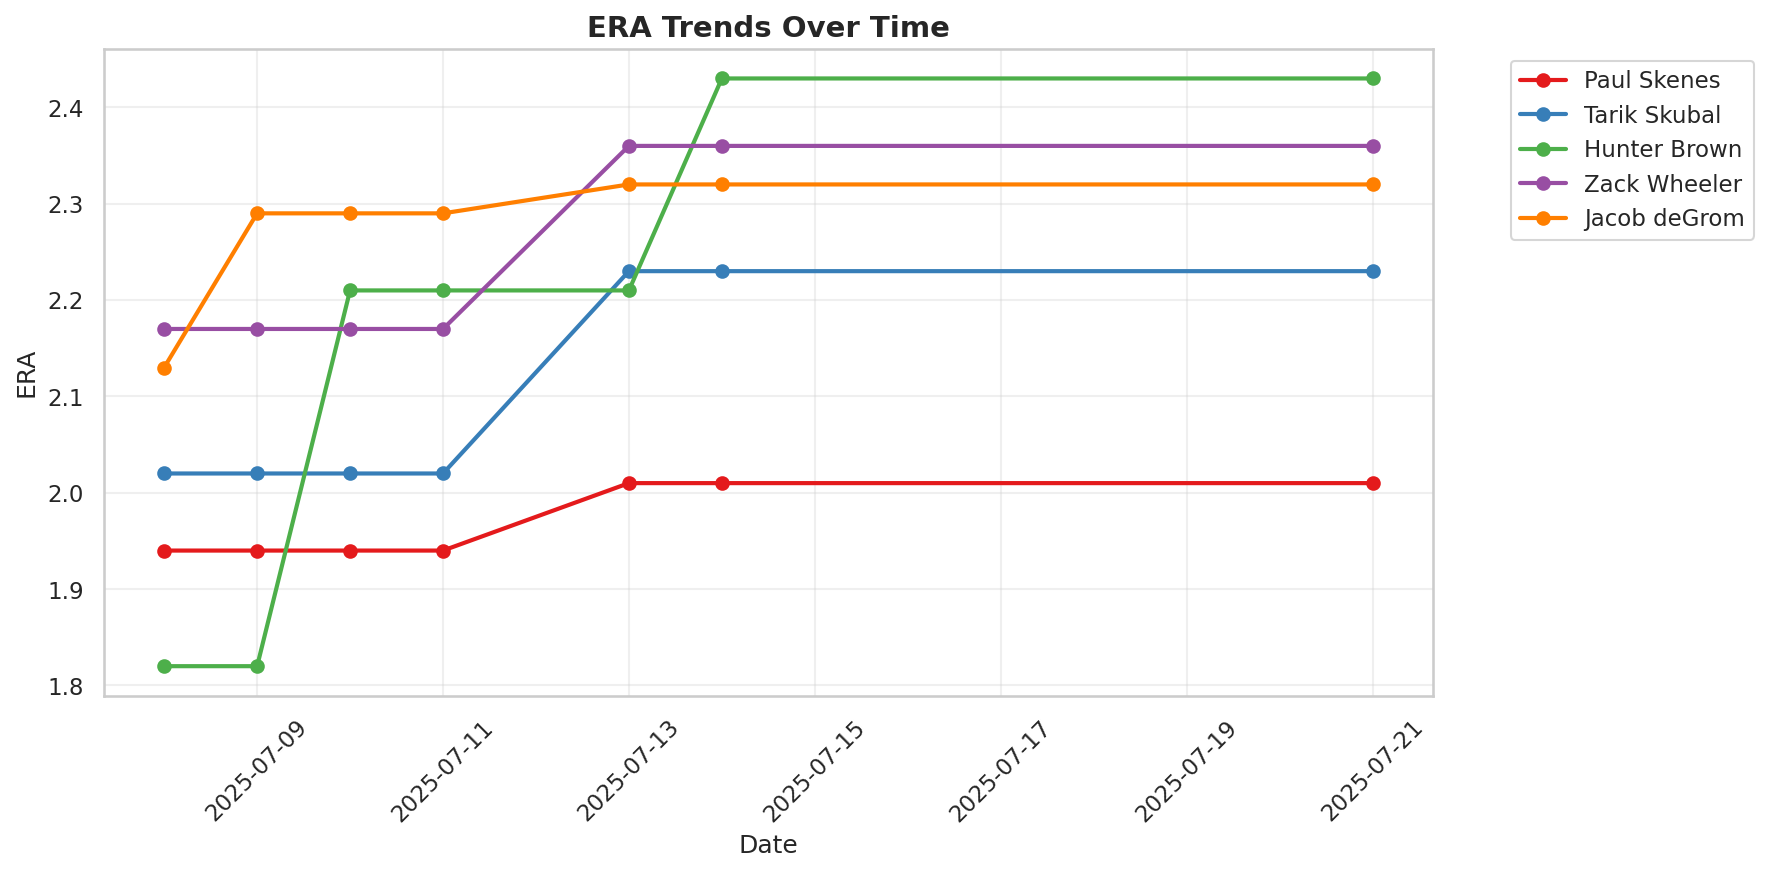 ERA Trends Over Time
ERA
2.4
2.3
2.2
2.1
2.0
1.9
1.8
2025-07-09
2025-07-11
2025-07-13
2025-07-15
2025-07-17
2025-07-19
2025-07-21
Date
Paul Skenes
Tarik Skubal
Hunter Brown
Zack Wheeler
Jacob deGrom